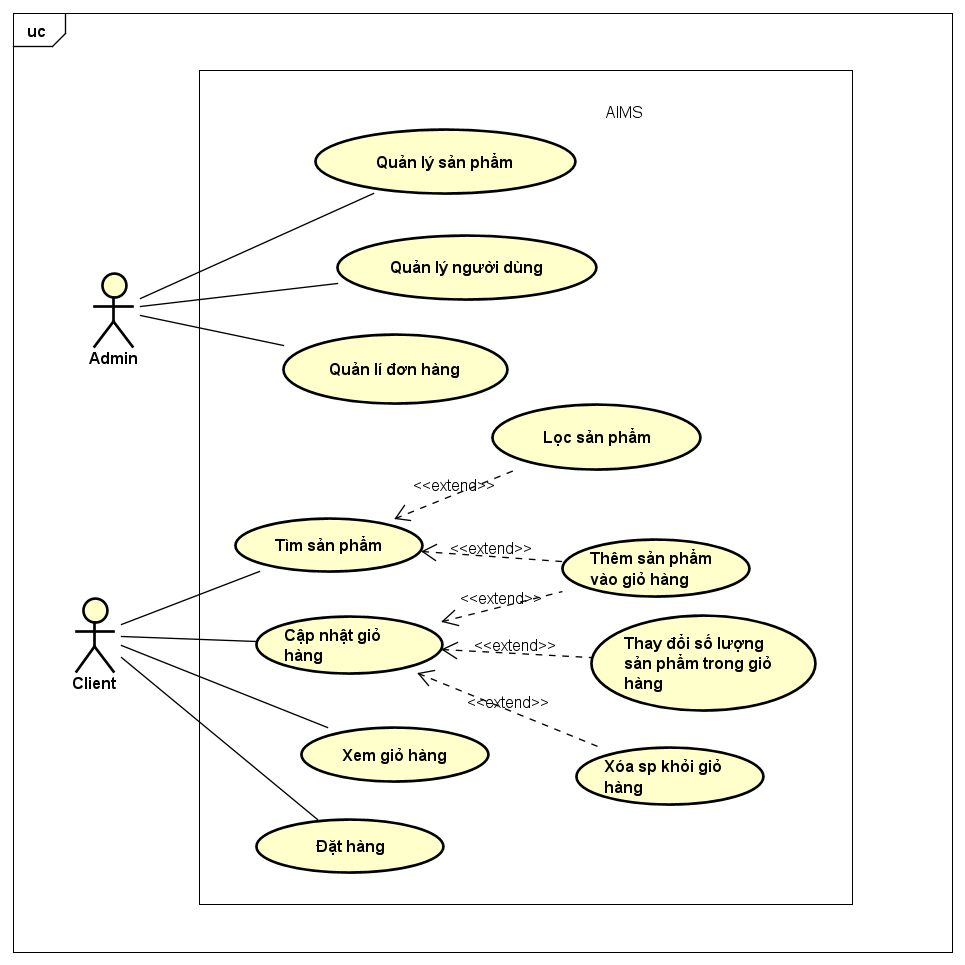 uc
AIMS
Quản lý sản phẩm
Quản lý người dùng
Admin
Quản lí đơn hàng
Lọc sản phẩm
<<extend>>
Tìm sản phẩm
<<extend>>
Thêm sản phẩm
vào giỏ hàng
<<extend>>
Cập nhật giỏ
hàng
<<extend>>
Thay đổi số lượng
sản phẩm trong giỏ
hàng
Client
<<extend>>
Xem giỏ hàng
Xóa sp khỏi giỏ
hàng
Đặt hàng